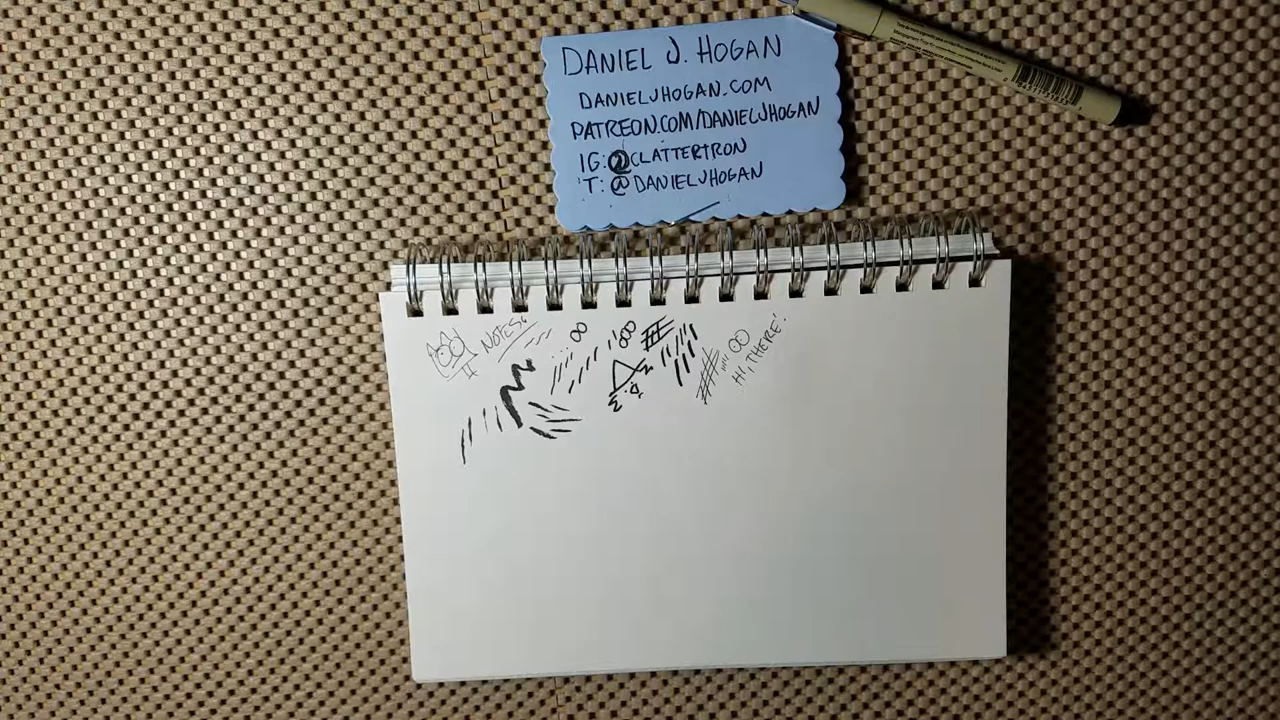 DANIEL J. HOGAN
DANIELJHOGAN.COM
PATREON.COM/DANIELJHOGAN
IG: @CLATTERTRON
T: @DANIELJHOGAN
NOTES:
HI, THERE!